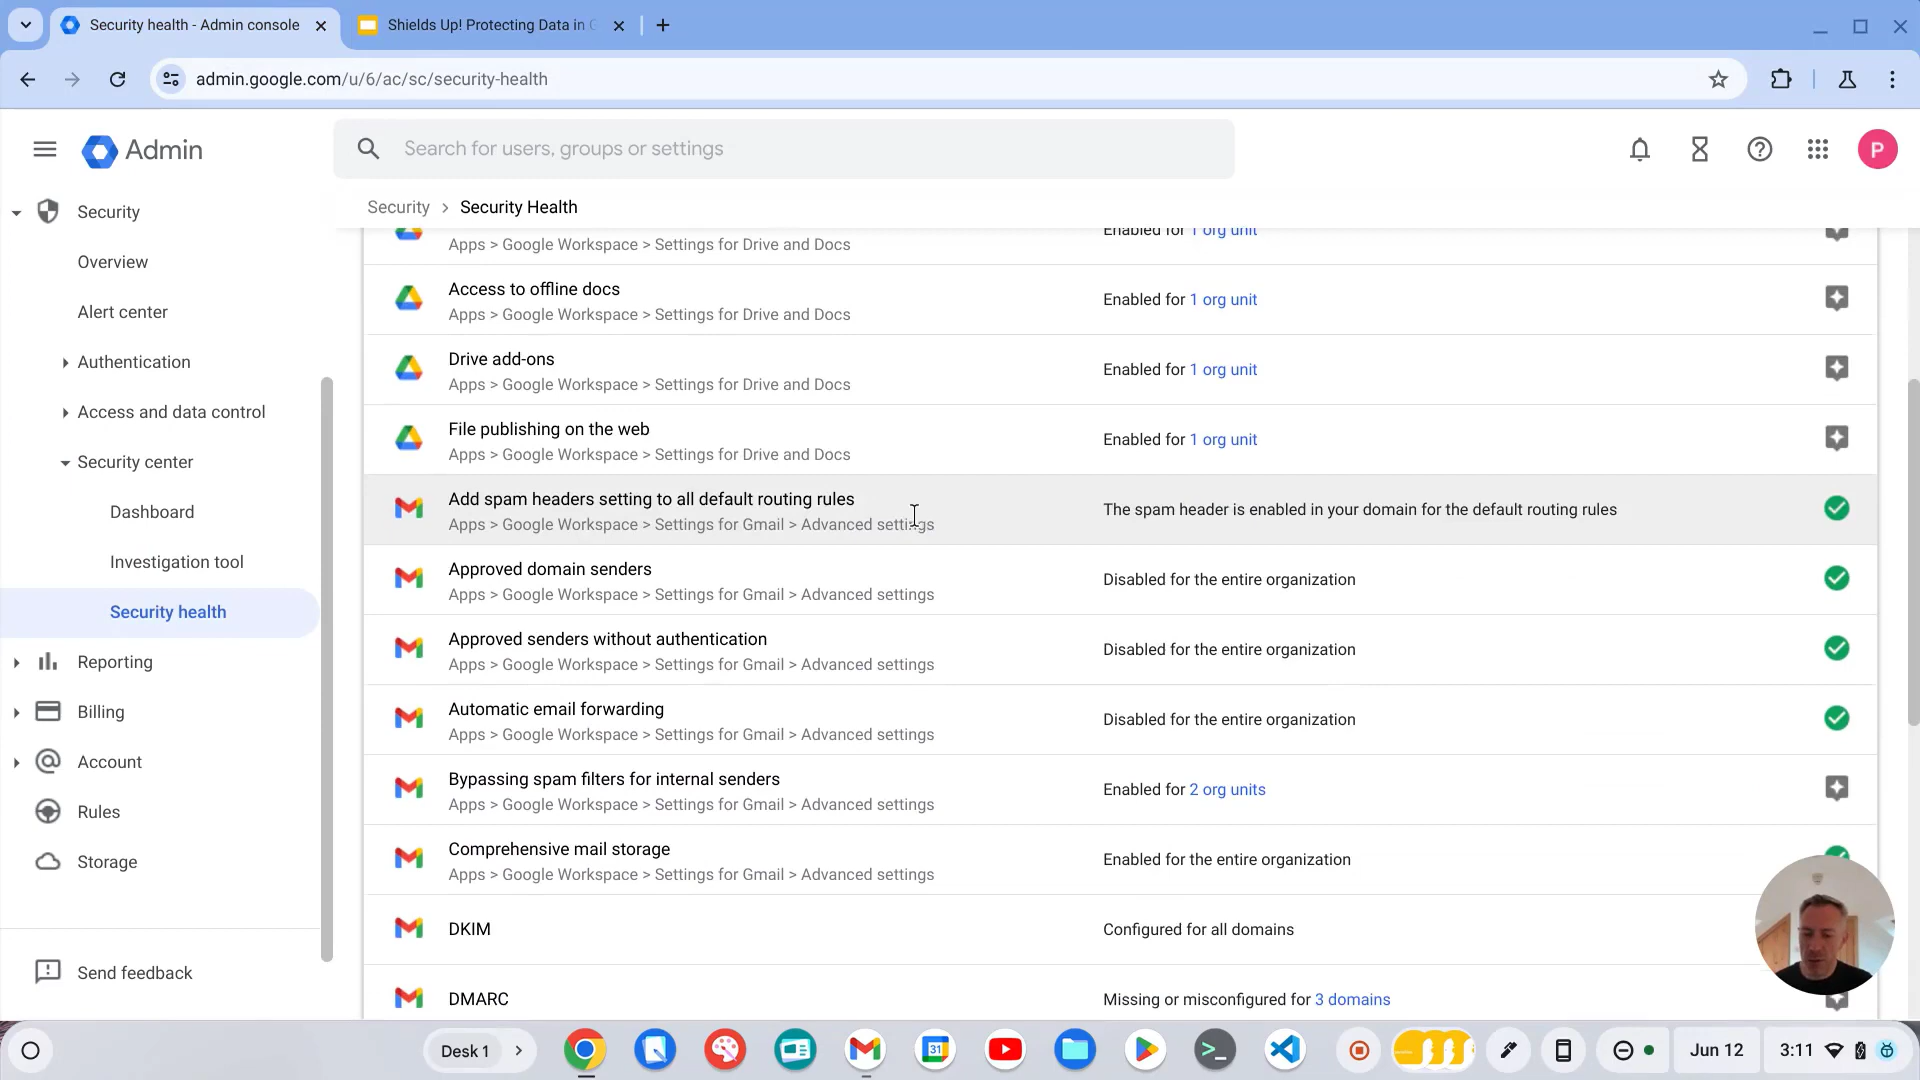 Security health - Admin console
Shields Up! Protecting Data in G
admin.google.com/u/6/ac/sc/security-health
Admin
Search for users, groups or settings
P
Security
Overview
Alert center
Authentication
Access and data control
Security center
Dashboard
Investigation tool
Security health
Reporting
Billing
Account
Rules
Storage
Send feedback
Security > Security Health
Apps > Google Workspace > Settings for Drive and Docs
Enabled for 1 org unit
Access to offline docs
Apps > Google Workspace > Settings for Drive and Docs
Enabled for 1 org unit
Drive add-ons
Apps > Google Workspace > Settings for Drive and Docs
Enabled for 1 org unit
File publishing on the web
Apps > Google Workspace > Settings for Drive and Docs
Enabled for 1 org unit
Add spam headers setting to all default routing rules
Apps > Google Workspace > Settings for Gmail > Advanced settings
The spam header is enabled in your domain for the default routing rules
Approved domain senders
Apps > Google Workspace > Settings for Gmail > Advanced settings
Disabled for the entire organization
Approved senders without authentication
Apps > Google Workspace > Settings for Gmail > Advanced settings
Disabled for the entire organization
Automatic email forwarding
Apps > Google Workspace > Settings for Gmail > Advanced settings
Disabled for the entire organization
Bypassing spam filters for internal senders
Apps > Google Workspace > Settings for Gmail > Advanced settings
Enabled for 2 org units
Comprehensive mail storage
Apps > Google Workspace > Settings for Gmail > Advanced settings
Enabled for the entire organization
DKIM
Configured for all domains
DMARC
Missing or misconfigured for 3 domains
Desk 1
31
Jun 12
3:11